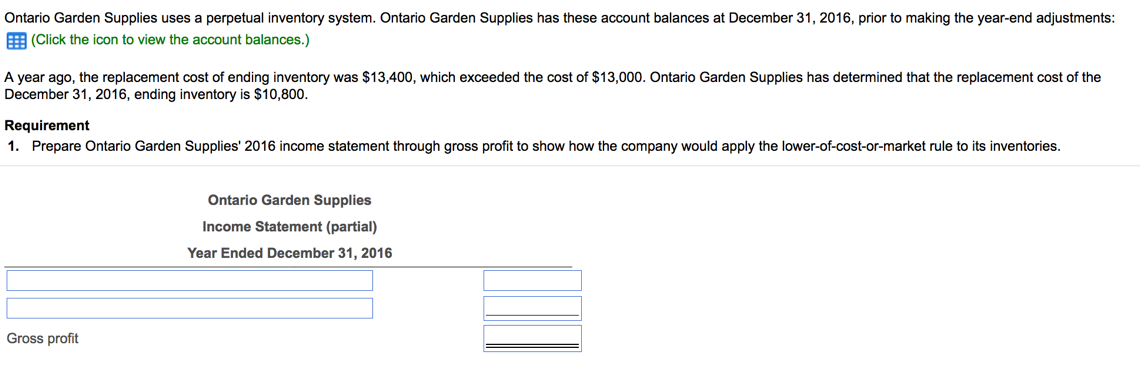 Ontario Garden Supplies uses a perpetual inventory system. Ontario Garden Supplies has these account balances at December 31, 2016, prior to making the year-end adjustments:
(Click the icon to view the account balances.)
A year ago, the replacement cost of ending inventory was $13,400, which exceeded the cost of $13,000. Ontario Garden Supplies has determined that the replacement cost of the
December 31, 2016, ending inventory is $10,800.
Requirement
1. Prepare Ontario Garden Supplies' 2016 income statement through gross profit to show how the company would apply the lower-of-cost-or-market rule to its inventories.
Ontario Garden Supplies
Income Statement (partial)
Year Ended December 31, 2016
Gross profit